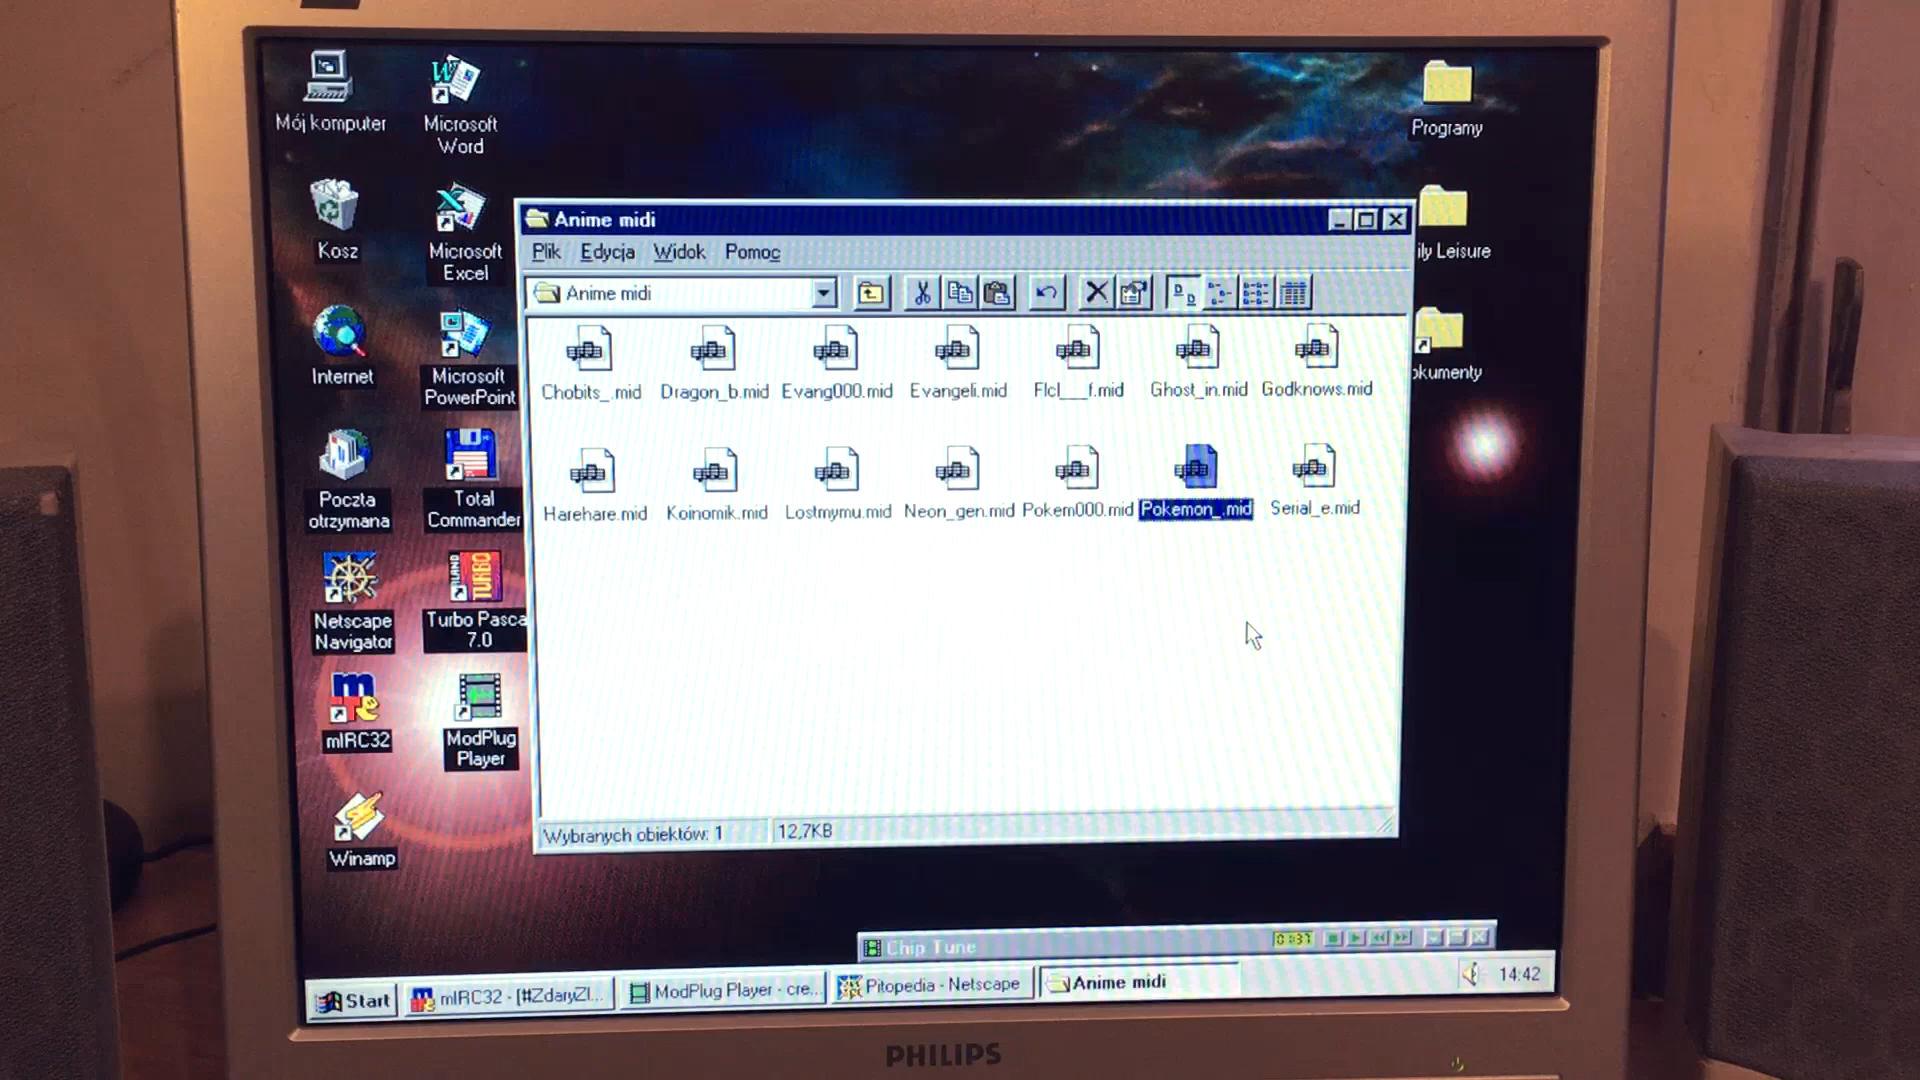 Mój komputer
Microsoft
Word
Kosz
Microsoft
Excel
Internet
Microsoft
PowerPoint
Poczta
otrzymana
Total
Commander
Netscape
Navigator
Turbo Pasca
7.0
mIRC32
ModPlug
Player
Winamp
Programy
ily Leisure
okumenty
Anime midi
Plik Edycja Widok Pomoc
Anime midi
Chobits_.mid Dragon_b.mid Evang000.mid Evangeli.mid Flcl___f.mid Ghost_in.mid Godknows.mid
Harehare.mid Koinomik.mid Lostmymu.mid Neon_gen.mid Pokem000.mid Pokemon_.mid Serial_e.mid
Wybranych obiektów: 1 12,7KB
Chip Tune 01:37
Start mIRC32 - [#ZdaryZl... ModPlug Player - cre... Pitopedia - Netscape Anime midi 14:42
PHILIPS